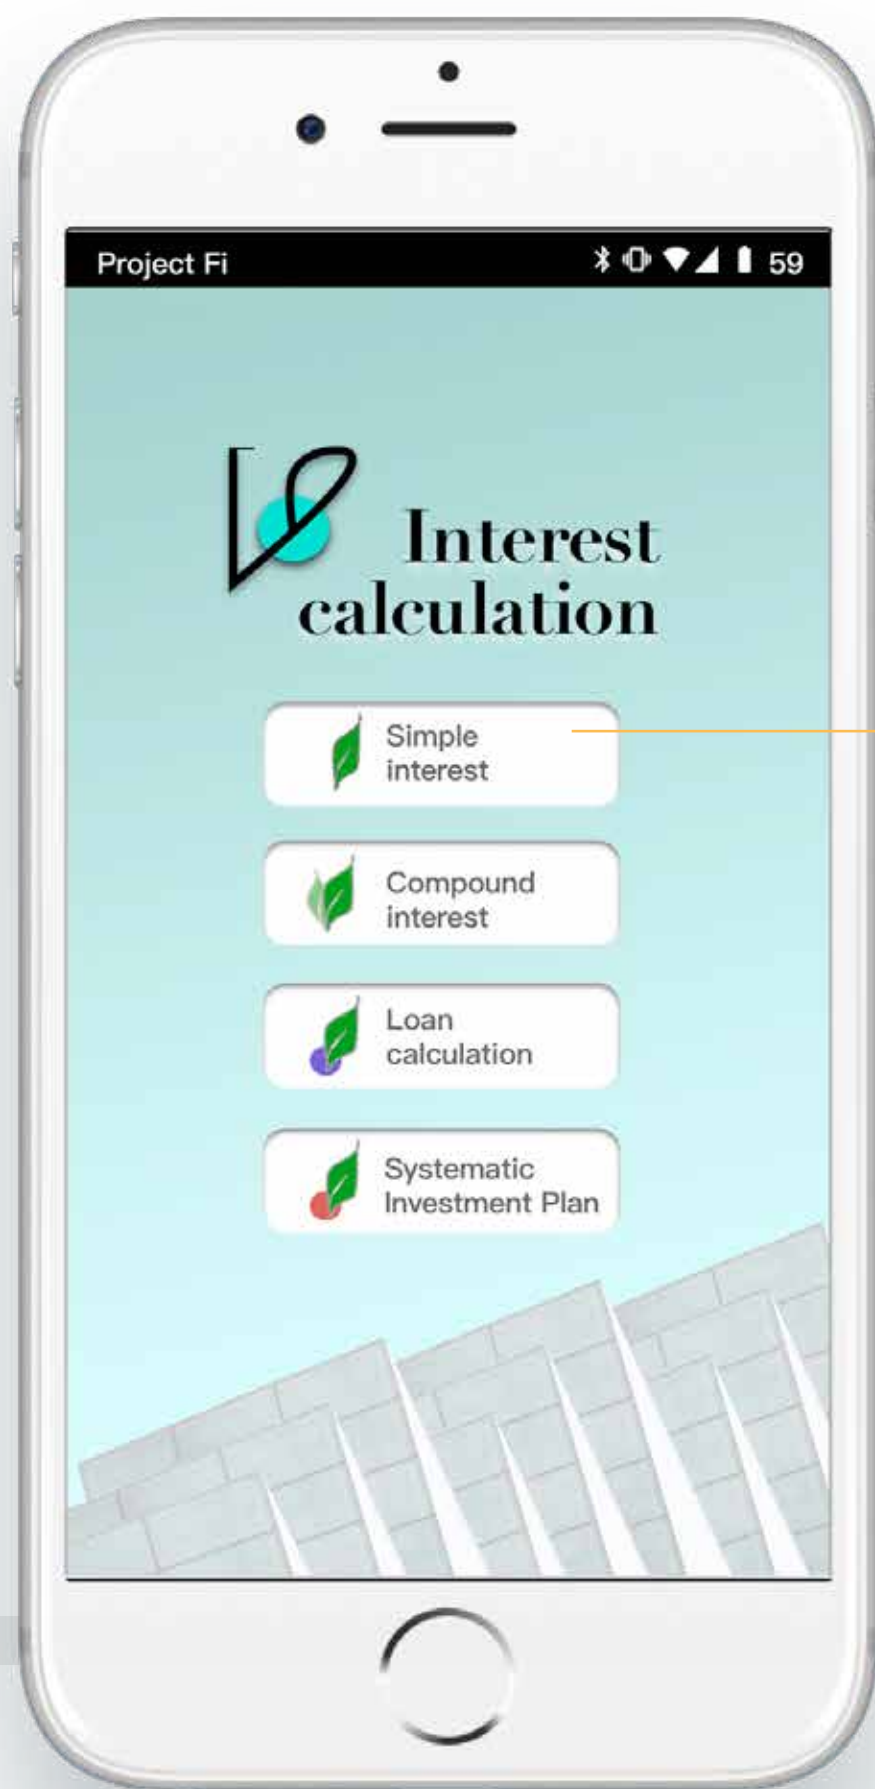 Project Fi 59
Interest
calculation
Simple
interest
Compound
interest
Loan
calculation
Systematic
Investment Plan